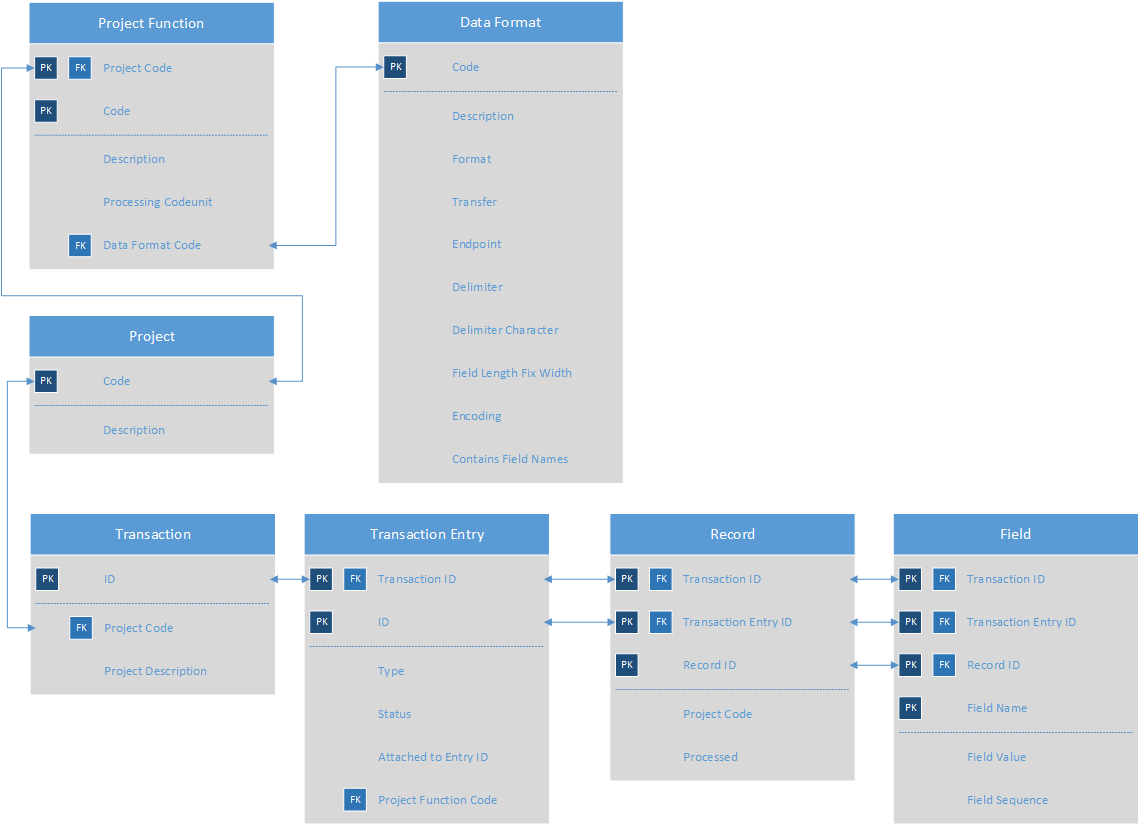 Project Function
PK FK Project Code
PK Code
Description
Processing Codeunit
FK Data Format Code
Data Format
PK Code
Description
Format
Transfer
Endpoint
Delimiter
Delimiter Character
Field Length Fix Width
Encoding
Contains Field Names
Project
PK Code
Description
Transaction
PK ID
FK Project Code
Project Description
Transaction Entry
PK FK Transaction ID
PK ID
Type
Status
Attached to Entry ID
FK Project Function Code
Record
PK FK Transaction ID
PK FK Transaction Entry ID
PK Record ID
Project Code
Processed
Field
PK FK Transaction ID
PK FK Transaction Entry ID
PK FK Record ID
PK Field Name
Field Value
Field Sequence